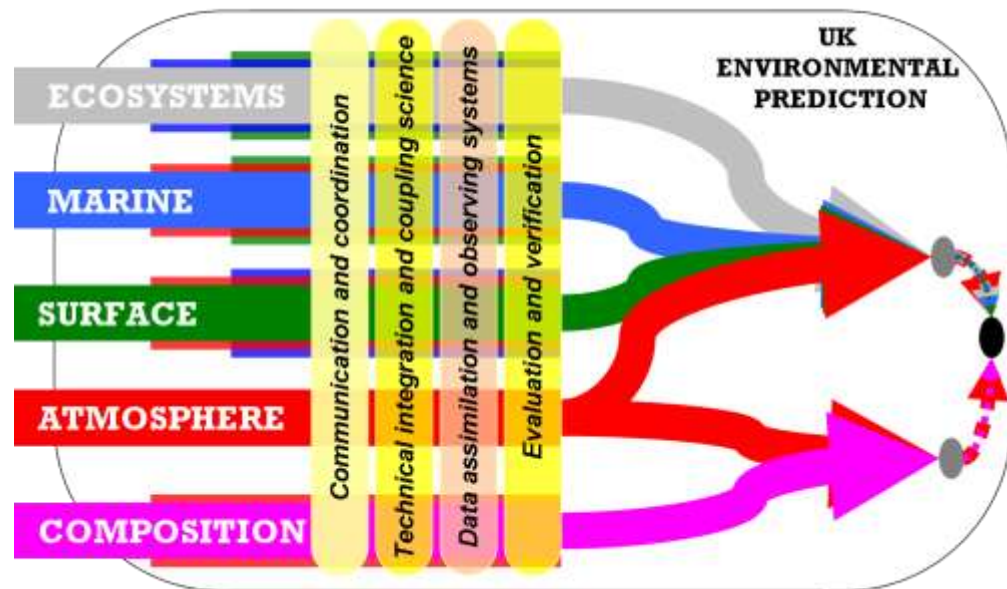 UK
ENVIRONMENTAL
PREDICTION
ECOSYSTEMS
MARINE
SURFACE
ATMOSPHERE
COMPOSITION
Communication and coordination
Technical integration and coupling science
Data assimilation and observing systems
Evaluation and verification